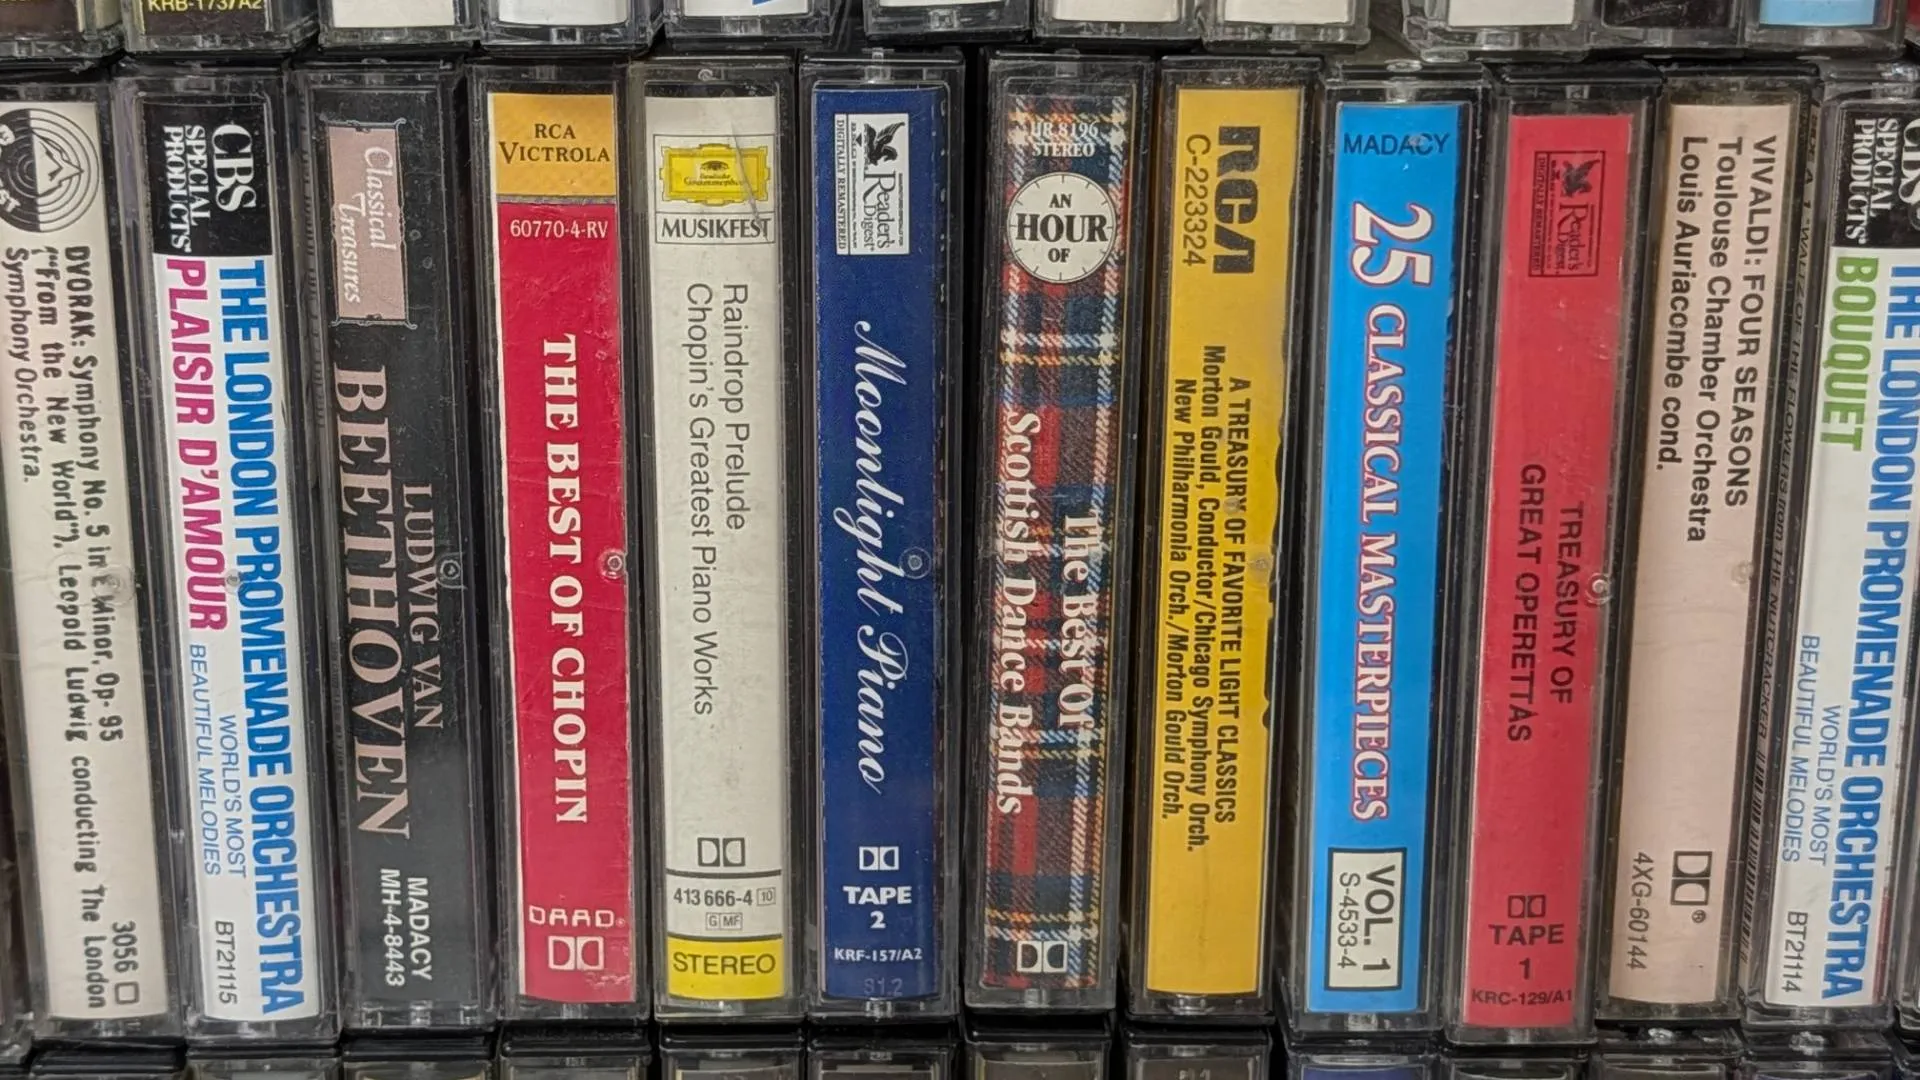 KRB-173/A2
DVORAK: Symphony No. 5 in E Minor, Op- 95
("From the New World"), Leopold Ludwig conducting The London
Symphony Orchestra.
3056
CBS
SPECIAL
PRODUCTS
THE LONDON PROMENADE ORCHESTRA
PLAISIR D'AMOUR
WORLD'S MOST
BEAUTIFUL MELODIES
BT21115
Classical
Treasures
LUDWIG VAN
BEETHOVEN
MADACY
MH-4-8443
RCA
VICTROLA
60770-4-RV
THE BEST OF CHOPIN
Deutsche
Grammophon
MUSIKFEST
Raindrop Prelude
Chopin's Greatest Piano Works
413 666-4 10
G MF
STEREO
Reader's
Digest
DIGITALLY REMASTERED
Moonlight Piano
TAPE
2
KRF-157/A2
HR 8196
STEREO
AN
HOUR
OF
The Best Of
Scottish Dance Bands
RCA
C-223324
A TREASURY OF FAVORITE LIGHT CLASSICS
Morton Gould, Conductor/Chicago Symphony Orch.
New Philharmonia Orch./Morton Gould Orch.
MADACY
25 CLASSICAL MASTERPIECES
VOL. 1
S-4533-4
Reader's
Digest
TREASURY OF
GREAT OPERETTAS
TAPE
1
KRC-129/A1
VIVALDI: FOUR SEASONS
Toulouse Chamber Orchestra
Louis Auriacombe cond.
4XG-60144
CBS
SPECIAL
PRODUCTS
THE LONDON PROMENADE ORCHESTRA
BOUQUET
WORLD'S MOST
BEAUTIFUL MELODIES
BT21114